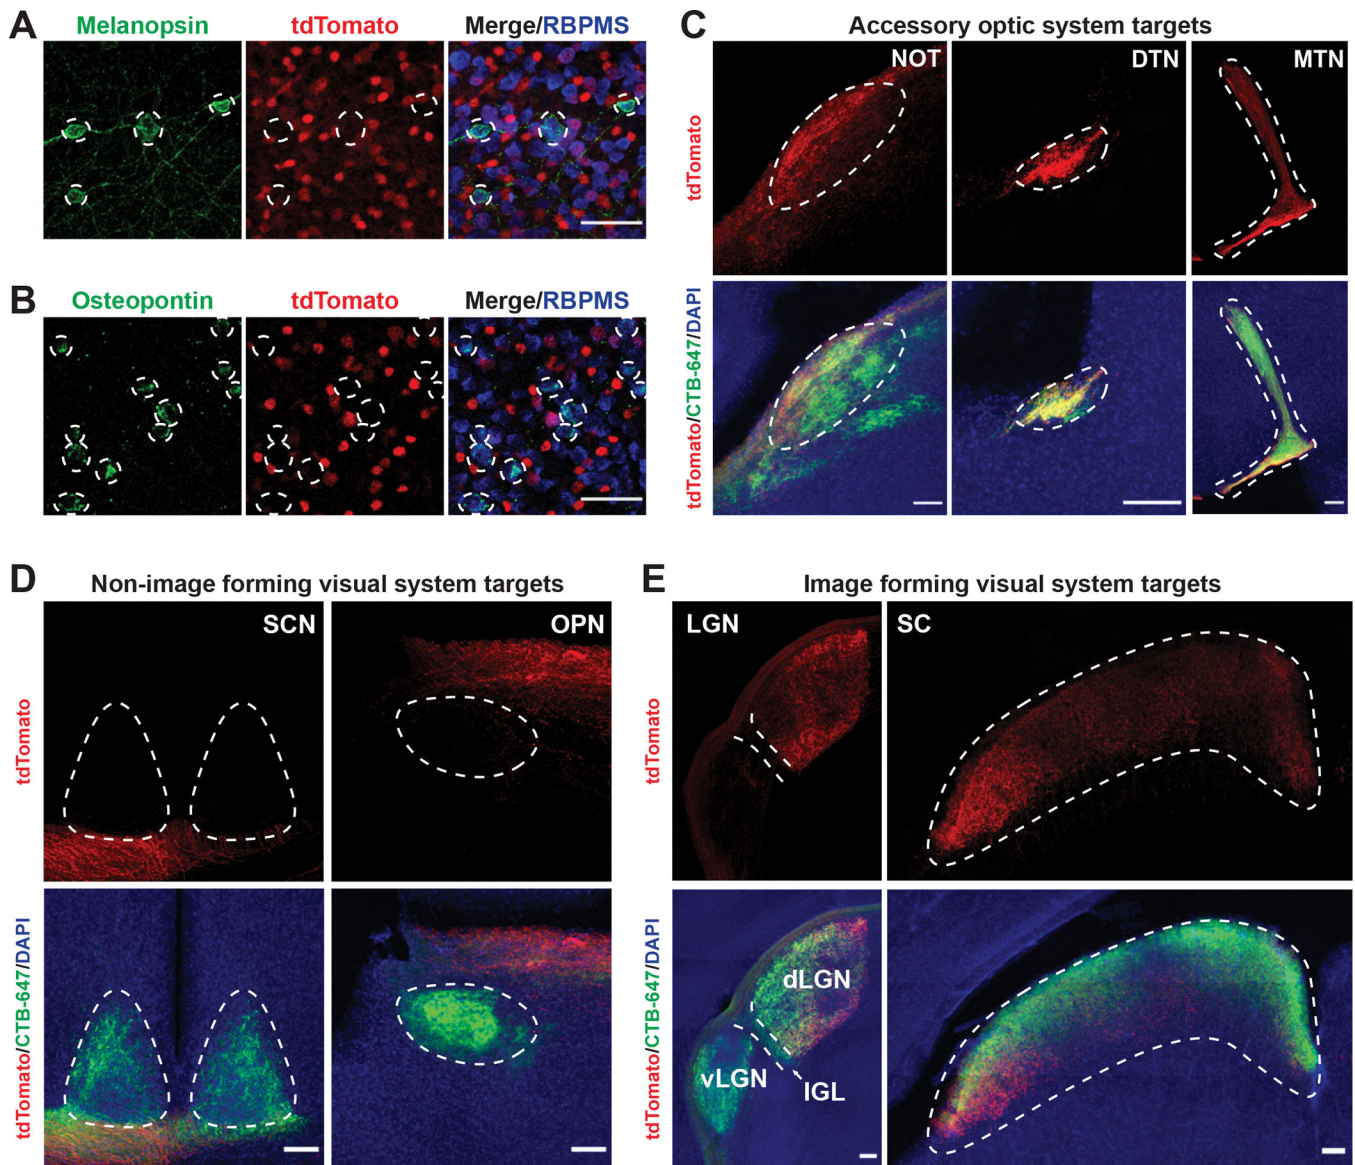 A
Melanopsin
tdTomato
Merge/RBPMS
B
Osteopontin
tdTomato
Merge/RBPMS
C
Accessory optic system targets
NOT
DTN
MTN
tdTomato
tdTomato/CTB-647/DAPI
D
Non-image forming visual system targets
SCN
OPN
tdTomato
tdTomato/CTB-647/DAPI
E
Image forming visual system targets
LGN
SC
tdTomato
tdTomato/CTB-647/DAPI
dLGN
vLGN
IGL